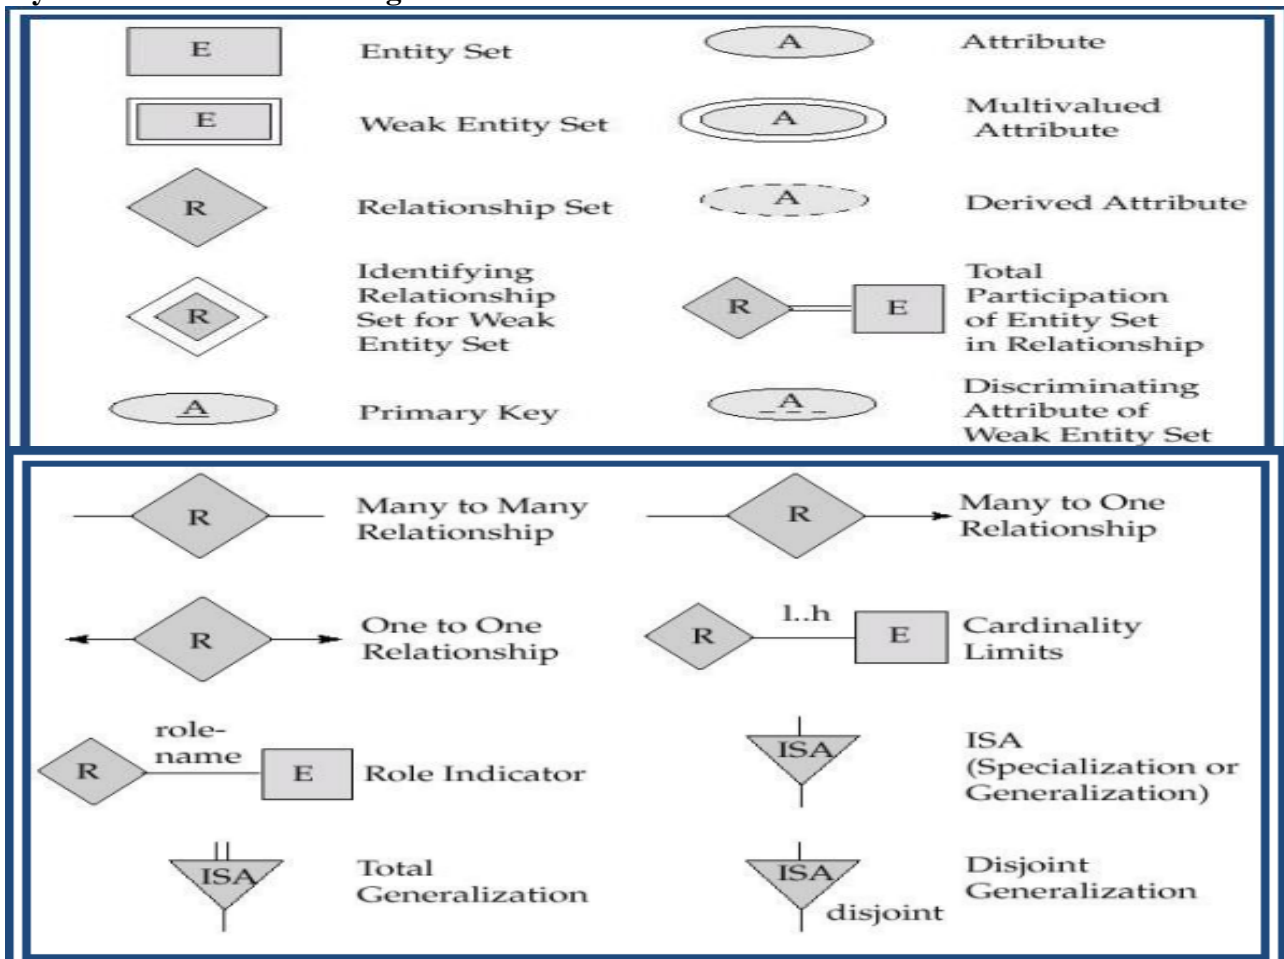 E
Entity Set
A
Attribute
E
Weak Entity Set
A
Multivalued
Attribute
R
Relationship Set
A
Derived Attribute
R
Identifying
Relationship
Set for Weak
Entity Set
R
E
Total
Participation
of Entity Set
in Relationship
A
Primary Key
A
Discriminating
Attribute of
Weak Entity Set
R
Many to Many
Relationship
R
Many to One
Relationship
R
One to One
Relationship
R
l..h
E
Cardinality
Limits
R
role-
name
E
Role Indicator
ISA
ISA
(Specialization or
Generalization)
ISA
Total
Generalization
ISA
disjoint
Disjoint
Generalization